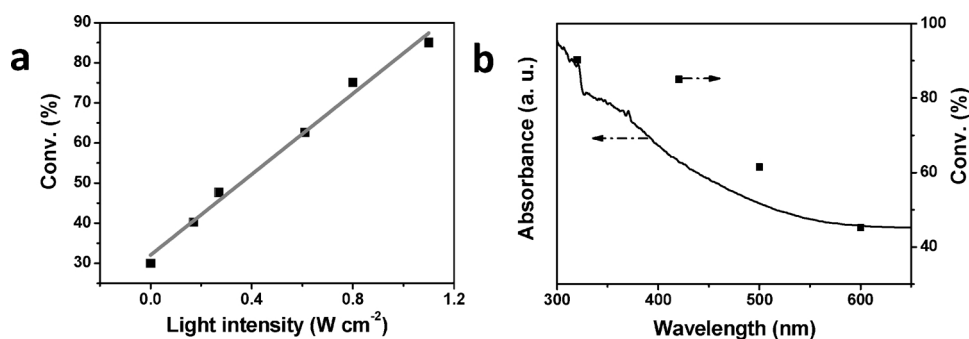 a
90
80
70
60
50
40
30
Conv. (%)
0.0 0.4 0.8 1.2
Light intensity (W cm-2)
b
Absorbance (a. u.)
100
80
60
40
Conv. (%)
300 400 500 600
Wavelength (nm)